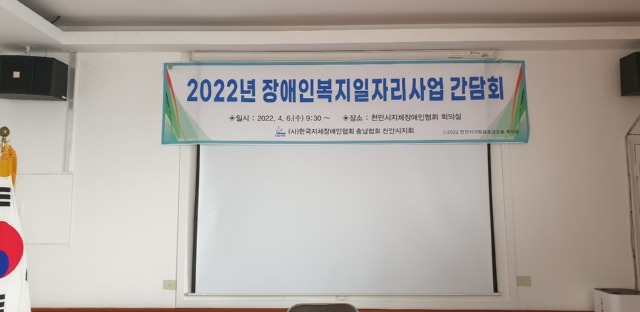 2022년 장애인복지일자리사업 간담회
◈일시 : 2022. 4. 6.(수) 9:30 ~ ◈장소 : 천안시지체장애인협회 회의실
(사)한국지체장애인협회 충남협회 천안시지회